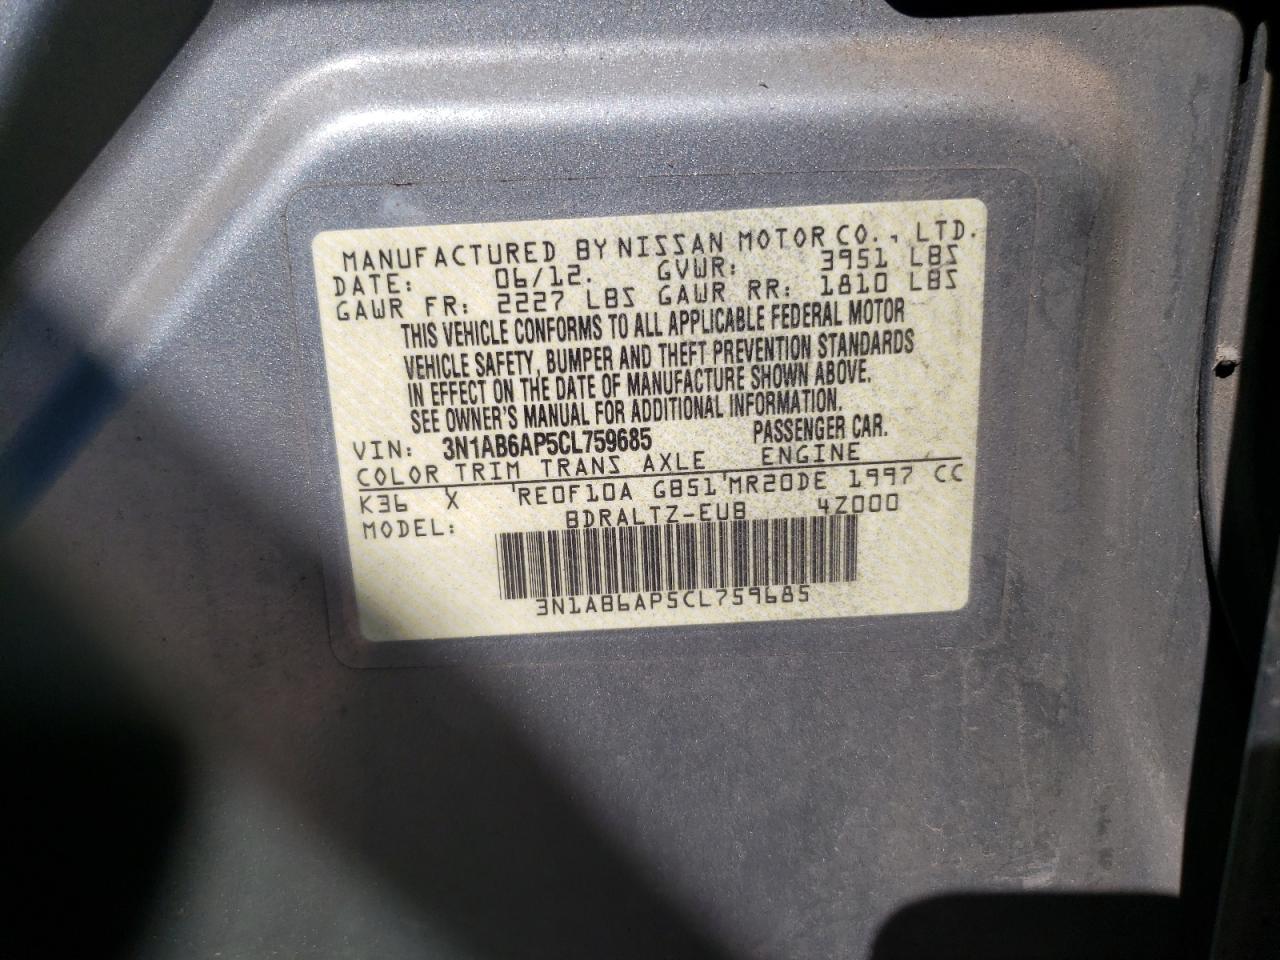 MANUFACTURED BY NISSAN MOTOR CO., LTD.
DATE: 06/12. GVWR: 3951 LBS
GAWR FR: 2227 LBS GAWR RR: 1810 LBS
THIS VEHICLE CONFORMS TO ALL APPLICABLE FEDERAL MOTOR
VEHICLE SAFETY, BUMPER AND THEFT PREVENTION STANDARDS
IN EFFECT ON THE DATE OF MANUFACTURE SHOWN ABOVE.
SEE OWNER'S MANUAL FOR ADDITIONAL INFORMATION.
VIN: 3N1AB6AP5CL759685 PASSENGER CAR.
COLOR TRIM TRANS AXLE ENGINE
K36 X RE0F10A GB51 MR20DE 1997 CC
MODEL: BDRALTZ-EUB 4Z000
3N1AB6AP5CL759685